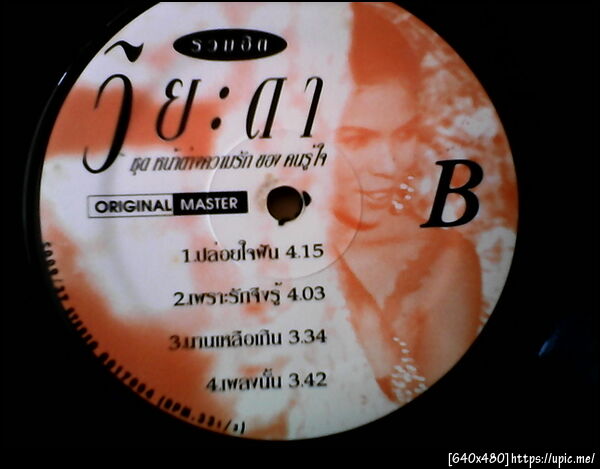 รวมฮิต
วิยะดา
ชุด หน้าต่างความรัก ของ คนรู้ใจ
ORIGINAL MASTER
B
1.ปล่อยใจฝัน 4.15
2.เพราะรักจึงรู้ 4.03
3.นานเหลือเกิน 3.34
4.เพลงนั้น 3.42
[640x480]https://upic.me/